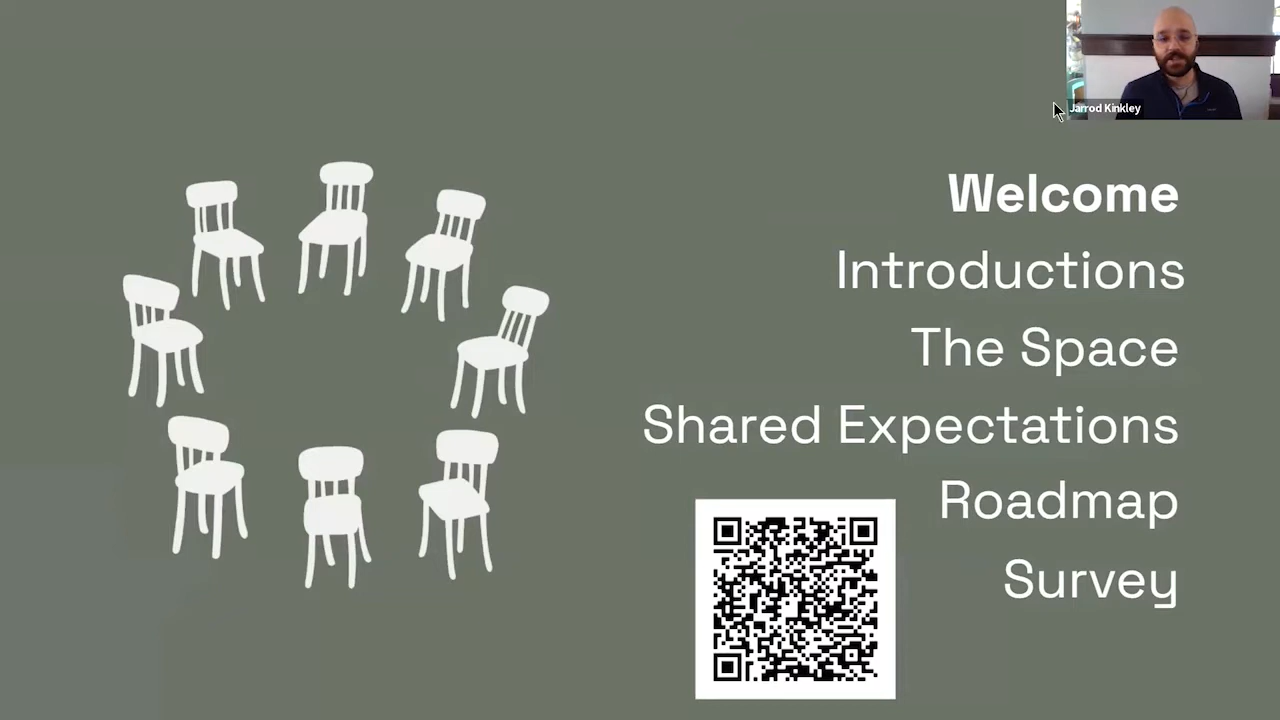 Jarrod Kinkley
Welcome
Introductions
The Space
Shared Expectations
Roadmap
Survey